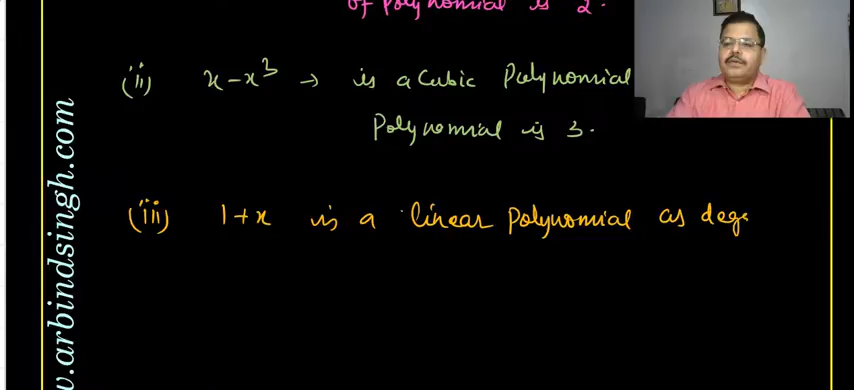 of polynomial is 2.
(ii) x - x³ → is a Cubic Polynomial
Polynomial is 3.
(iii) 1 + x is a linear polynomial as deg
w.arbindsingh.com